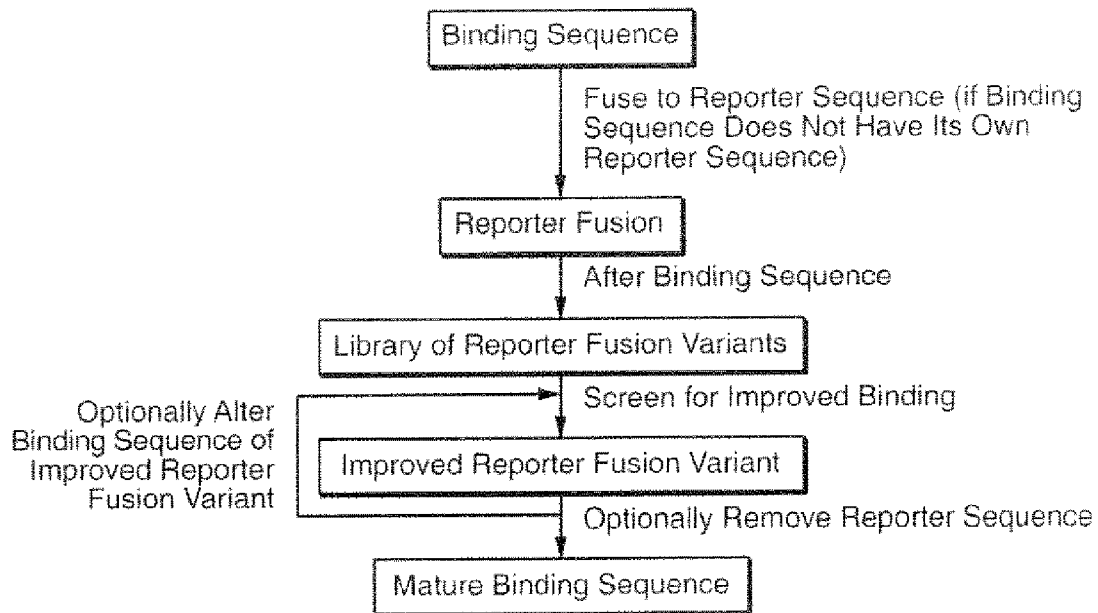 Binding Sequence
Fuse to Reporter Sequence (if Binding
Sequence Does Not Have Its Own
Reporter Sequence)
Reporter Fusion
After Binding Sequence
Library of Reporter Fusion Variants
Screen for Improved Binding
Optionally Alter
Binding Sequence of
Improved Reporter
Fusion Variant
Improved Reporter Fusion Variant
Optionally Remove Reporter Sequence
Mature Binding Sequence